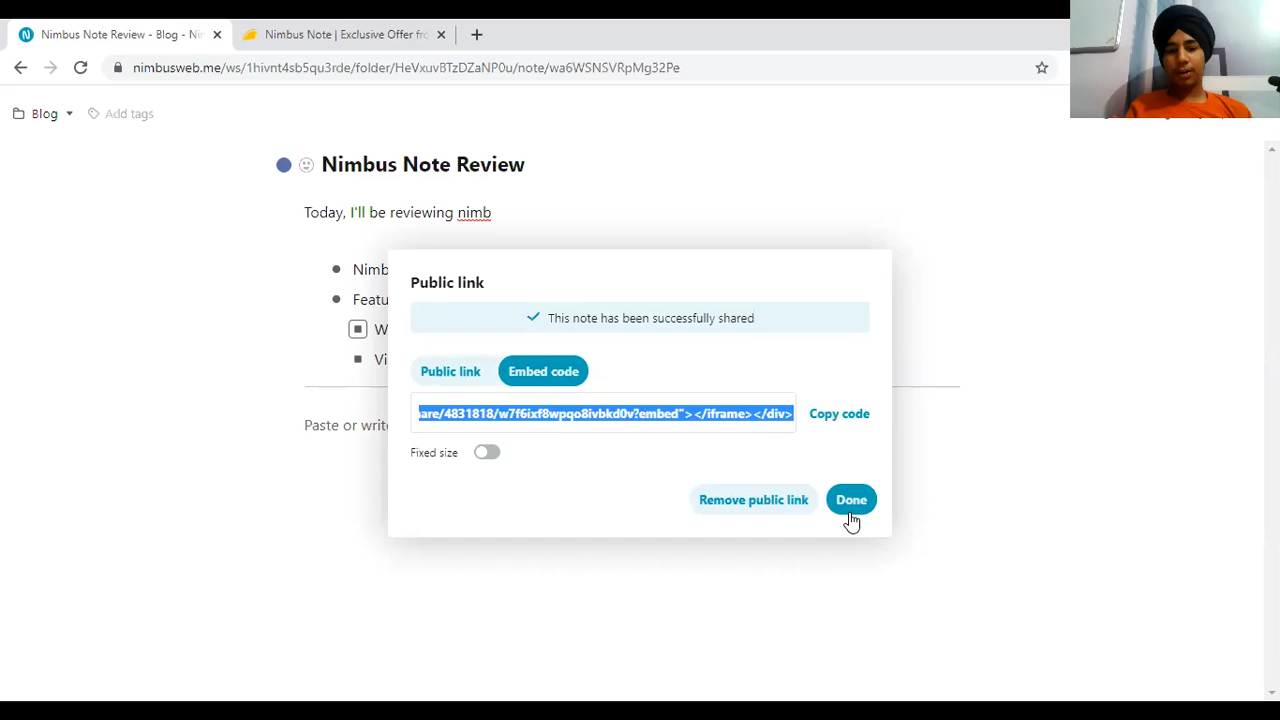 Nimbus Note Review - Blog - Nin
Nimbus Note | Exclusive Offer fro
nimbusweb.me/ws/1hivnt4sb5qu3rde/folder/HeVxuvBTzDZaNP0u/note/wa6WSNSVRpMg32Pe
Blog
Add tags
Nimbus Note Review
Today, I'll be reviewing nimb
Nimb
Featu
W
Vi
Paste or write
Public link
This note has been successfully shared
Public link
Embed code
are/4831818/w7f6ixf8wpqo8ivbkd0v?embed"></iframe></div>
Copy code
Fixed size
Remove public link
Done